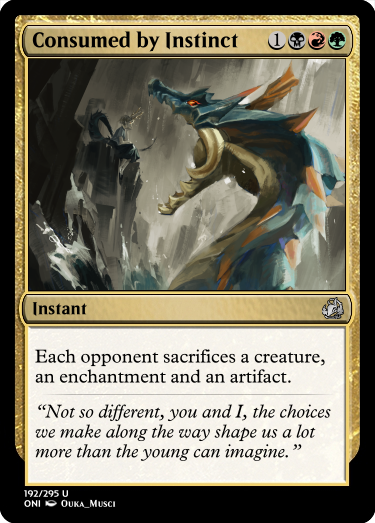 Consumed by Instinct 1
Instant
Each opponent sacrifices a creature,
an enchantment and an artifact.
“Not so different, you and I, the choices
we make along the way shape us a lot
more than the young can imagine.”
192/295 U
ONI Ouka_Musci